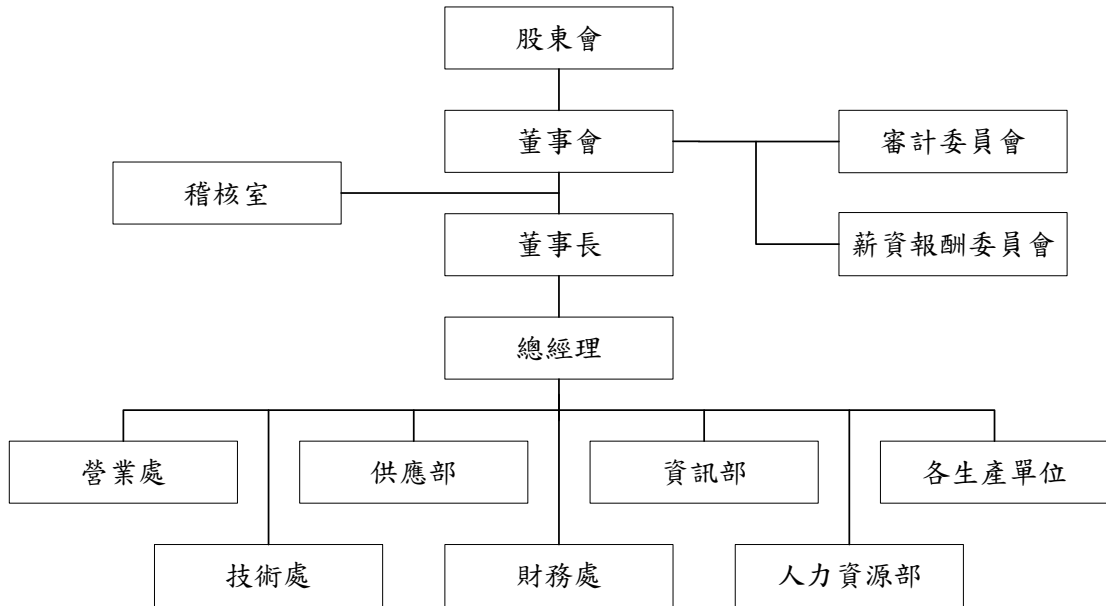 股東會
董事會
審計委員會
稽核室
董事長
薪資報酬委員會
總經理
營業處
供應部
資訊部
各生產單位
技術處
財務處
人力資源部